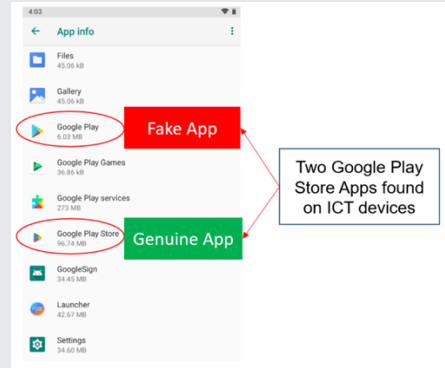 4:03
App info
Files
45.06 kB
Gallery
45.06 kB
Google Play
6.03 MB
Fake App
Google Play Games
36.86 kB
Two Google Play
Store Apps found
on ICT devices
Google Play services
273 MB
Google Play Store
96.74 MB
Genuine App
GoogleSign
34.45 MB
Launcher
42.67 MB
Settings
34.60 MB